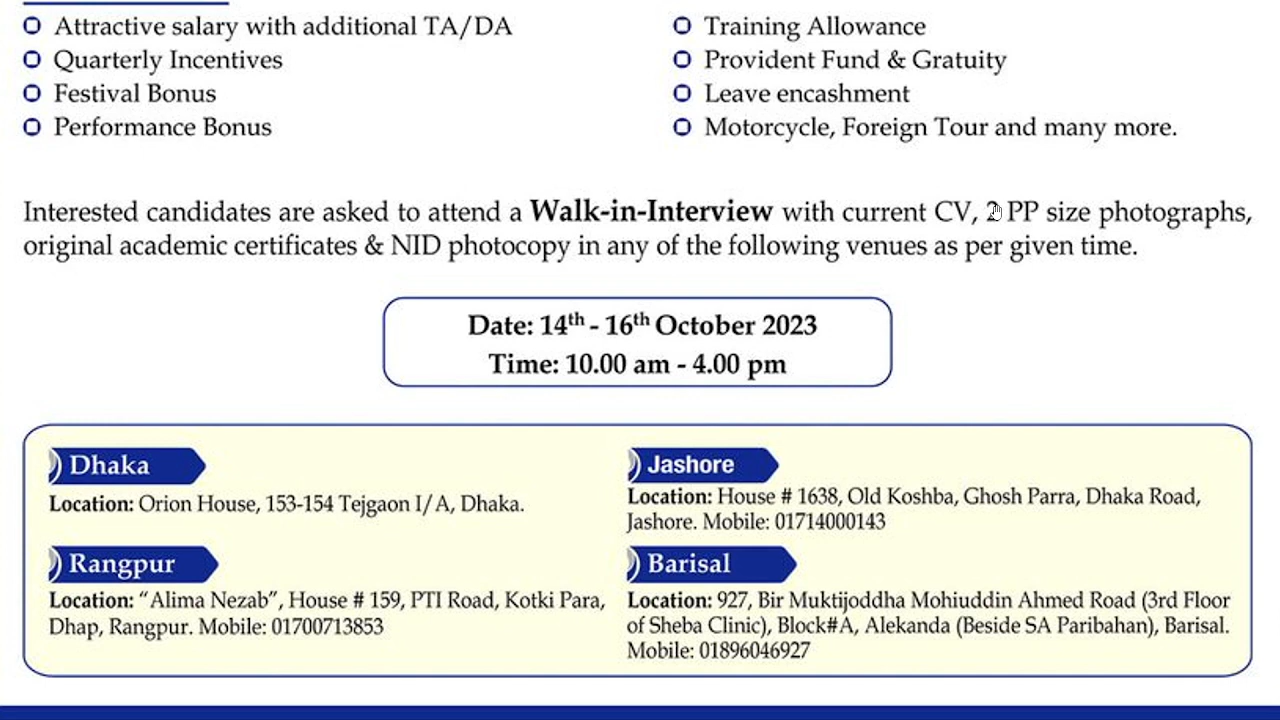 Attractive salary with additional TA/DA
Quarterly Incentives
Festival Bonus
Performance Bonus
Training Allowance
Provident Fund & Gratuity
Leave encashment
Motorcycle, Foreign Tour and many more.
Interested candidates are asked to attend a Walk-in-Interview with current CV, 2 PP size photographs,
original academic certificates & NID photocopy in any of the following venues as per given time.
Date: 14th - 16th October 2023
Time: 10.00 am - 4.00 pm
Dhaka
Location: Orion House, 153-154 Tejgaon I/A, Dhaka.
Jashore
Location: House # 1638, Old Koshba, Ghosh Parra, Dhaka Road,
Jashore. Mobile: 01714000143
Rangpur
Location: “Alima Nezab”, House # 159, PTI Road, Kotki Para,
Dhap, Rangpur. Mobile: 01700713853
Barisal
Location: 927, Bir Muktijoddha Mohiuddin Ahmed Road (3rd Floor
of Sheba Clinic), Block#A, Alekanda (Beside SA Paribahan), Barisal.
Mobile: 01896046927